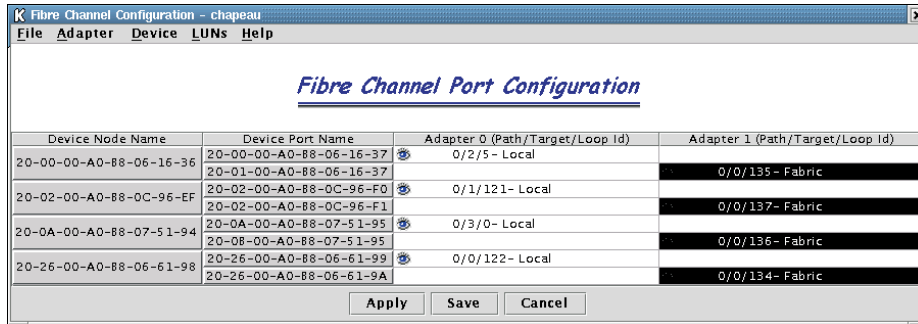 Fibre Channel Configuration - chapeau
File Adapter Device LUNs Help
Fibre Channel Port Configuration
Device Node Name Device Port Name Adapter 0 (Path/Target/Loop Id) Adapter 1 (Path/Target/Loop Id)
20-00-00-A0-B8-06-16-36 20-00-00-A0-B8-06-16-37 0/2/5- Local
20-01-00-A0-B8-06-16-37 0/0/135- Fabric
20-02-00-A0-B8-0C-96-EF 20-02-00-A0-B8-0C-96-F0 0/1/121- Local
20-02-00-A0-B8-0C-96-F1 0/0/137- Fabric
20-0A-00-A0-B8-07-51-94 20-0A-00-A0-B8-07-51-95 0/3/0- Local
20-0B-00-A0-B8-07-51-95 0/0/136- Fabric
20-26-00-A0-B8-06-61-98 20-26-00-A0-B8-06-61-99 0/0/122- Local
20-26-00-A0-B8-06-61-9A 0/0/134- Fabric
Apply Save Cancel